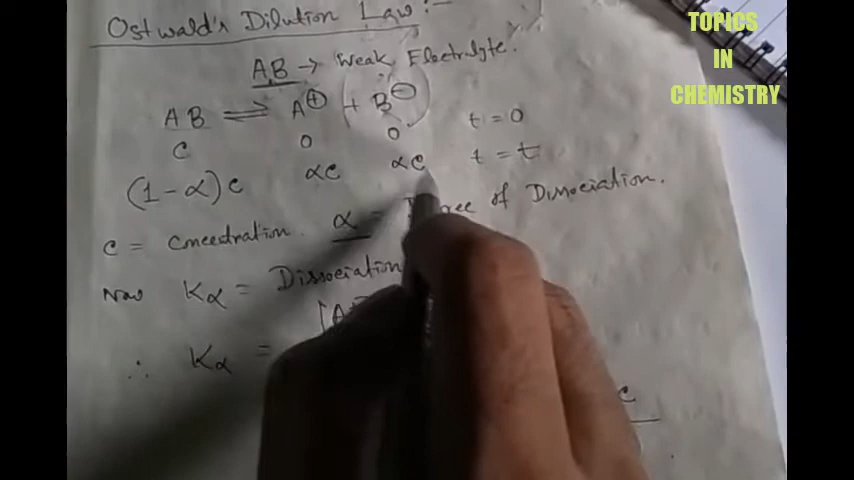 Ostwald's Dilution Law :-
TOPICS
IN
CHEMISTRY
AB → Weak Electrolyte.
AB ⇌ A⊕ + B⊖
C 0 0 t = 0
(1-α)c αc αc t = t
c = Conecdration. α = of Dissociation.
Now Kα = Dissociation
[A
∴ Kα =
c